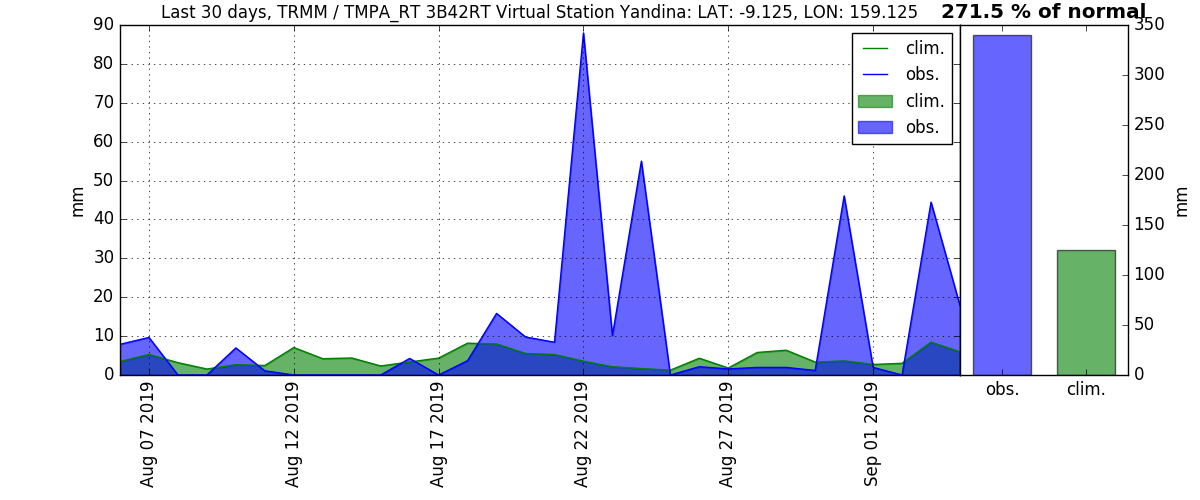 Last 30 days, TRMM / TMPA_RT 3B42RT Virtual Station Yandina: LAT: -9.125, LON: 159.125
271.5 % of normal
90
80
70
60
50
40
30
20
10
0
mm
clim.
obs.
clim.
obs.
350
300
250
200
150
100
50
0
mm
obs.
clim.
Aug 07 2019
Aug 12 2019
Aug 17 2019
Aug 22 2019
Aug 27 2019
Sep 01 2019